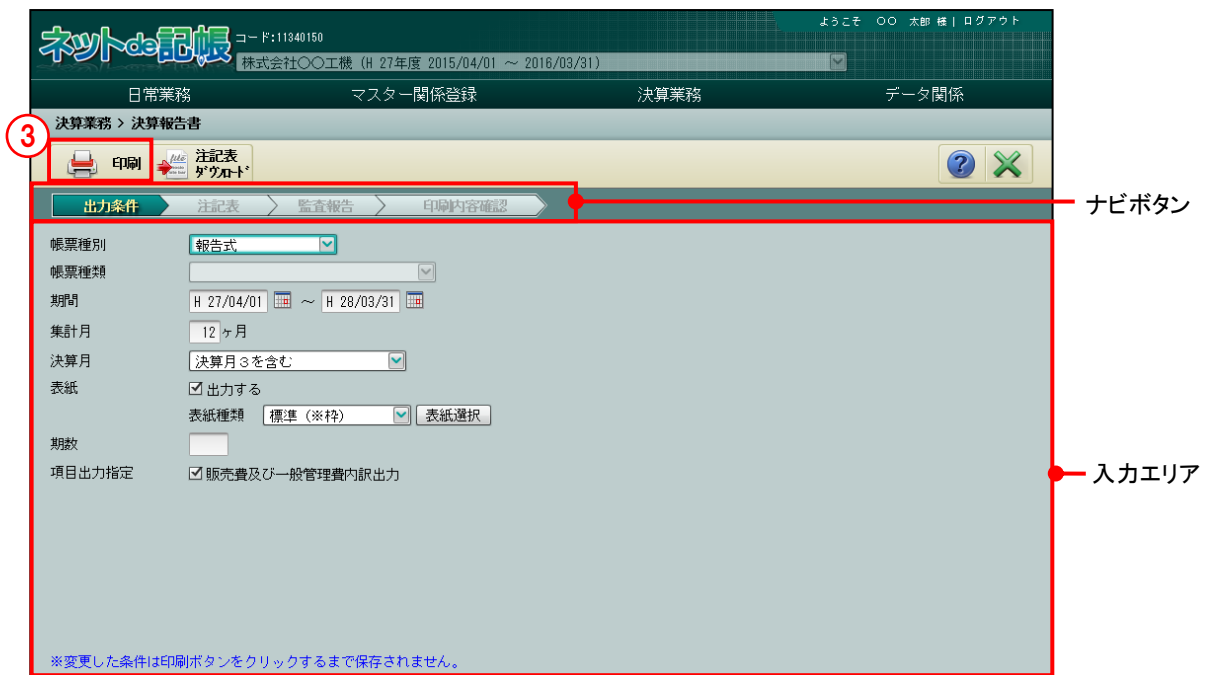 ようこそ 〇〇 太郎 様 | ログアウト
ネットde記帳 コード:11340150
株式会社〇〇工機 (H 27年度 2015/04/01 ～ 2016/03/31)
日常業務 マスター関係登録 決算業務 データ関係
決算業務 > 決算報告書
3 印刷 注記表
ﾀﾞｳﾝﾛｰﾄﾞ
出力条件 注記表 監査報告 印刷内容確認 ナビボタン
帳票種別 報告式
帳票種類
期間 H 27/04/01 ～ H 28/03/31
集計月 12 ヶ月
決算月 決算月3を含む
表紙 出力する
表紙種類 標準 (※枠) 表紙選択
期数
項目出力指定 販売費及び一般管理費内訳出力
入力エリア
※変更した条件は印刷ボタンをクリックするまで保存されません。